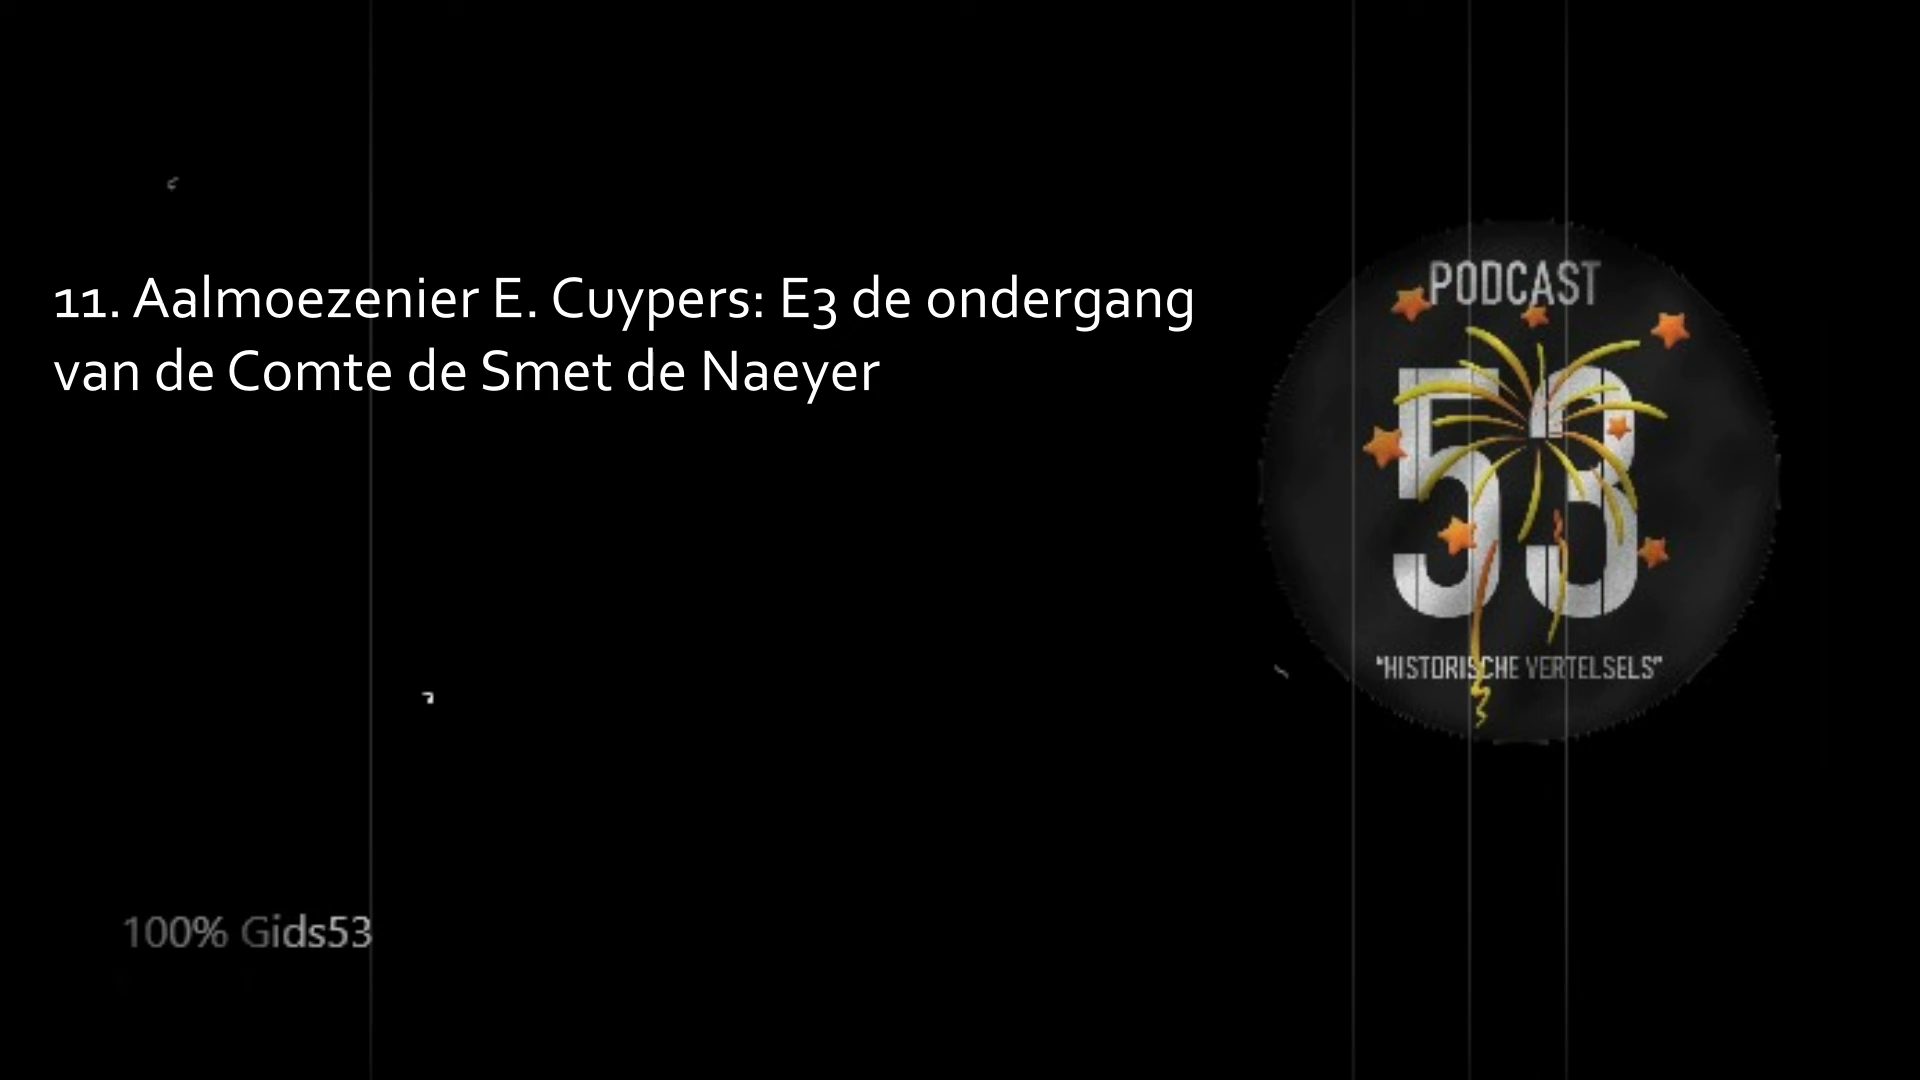 11. Aalmoezenier E. Cuypers: E3 de ondergang
van de Comte de Smet de Naeyer
PODCAST
53
"HISTORISCHE VERTELSELS"
100% Gids53